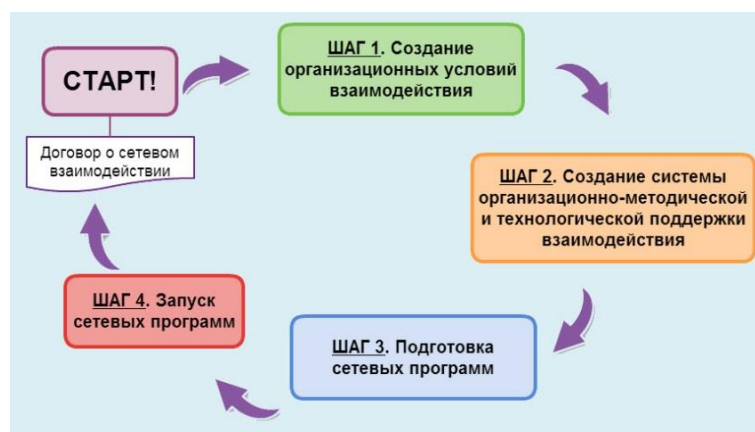 СТАРТ!
Договор о сетевом
взаимодействии
ШАГ 1. Создание
организационных условий
взаимодействия
ШАГ 2. Создание системы
организационно-методической
и технологической поддержки
взаимодействия
ШАГ 3. Подготовка
сетевых программ
ШАГ 4. Запуск
сетевых программ